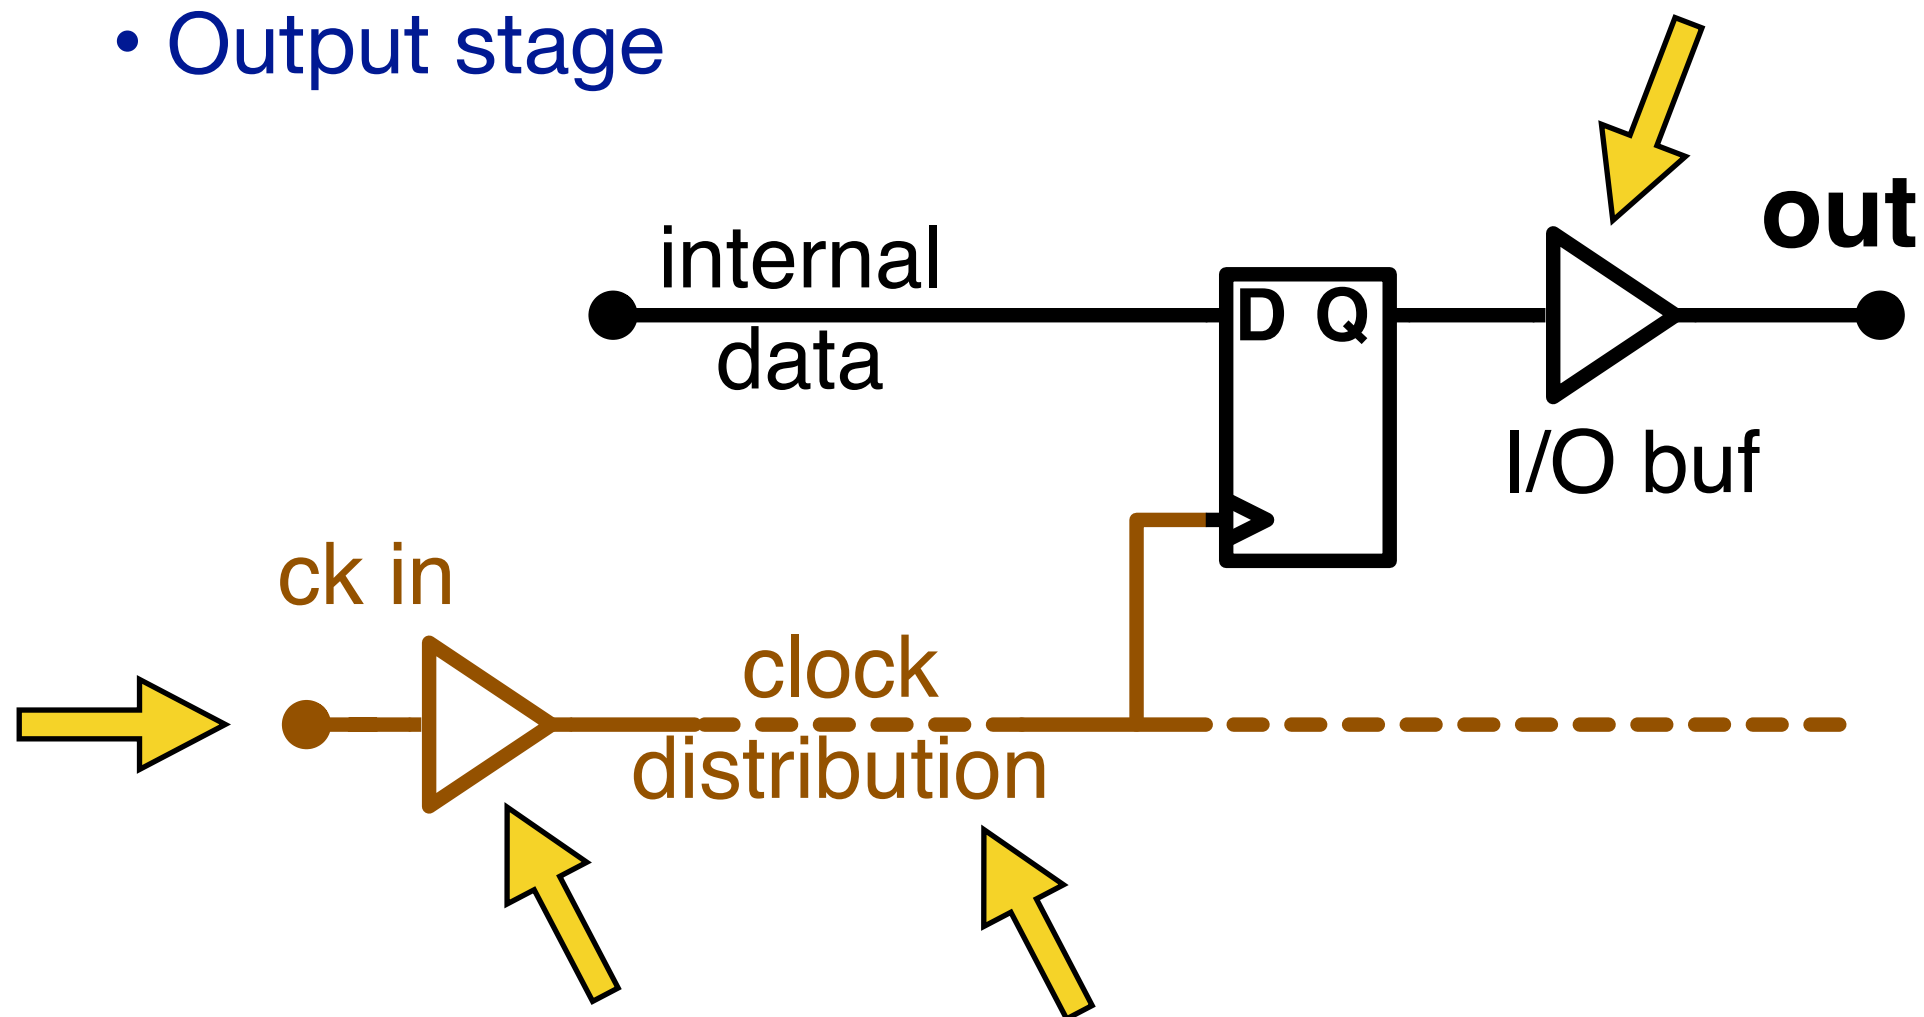 • Output stage
out
internal
data
D Q
I/O buf
ck in
clock
distribution